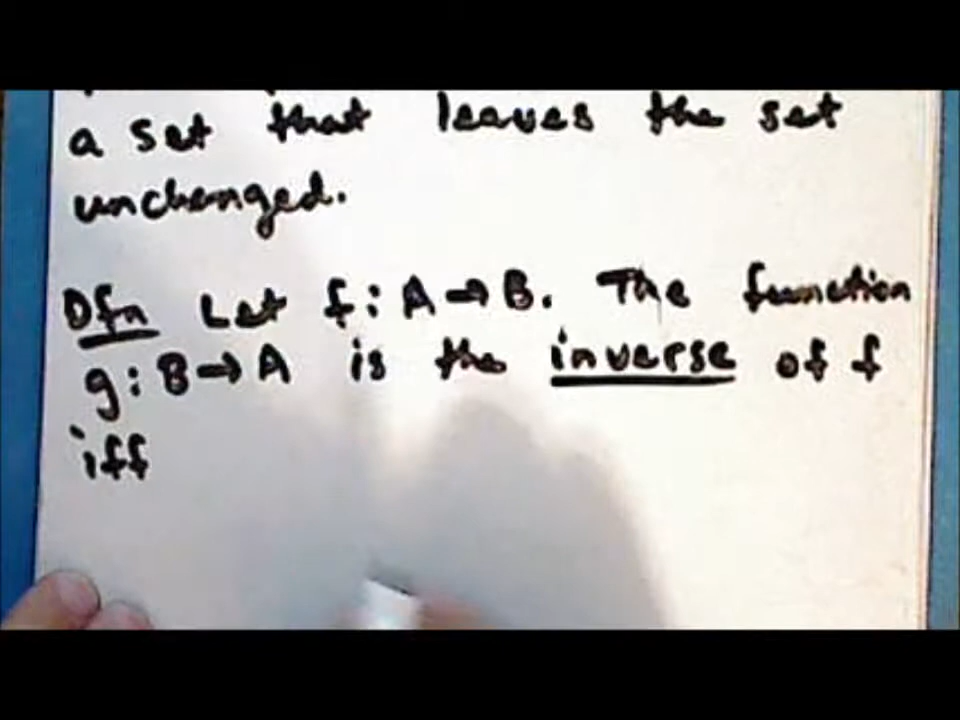 a set that leaves the set
unchanged.
Dfn Let f: A → B. The function
g: B → A is the inverse of f
iff